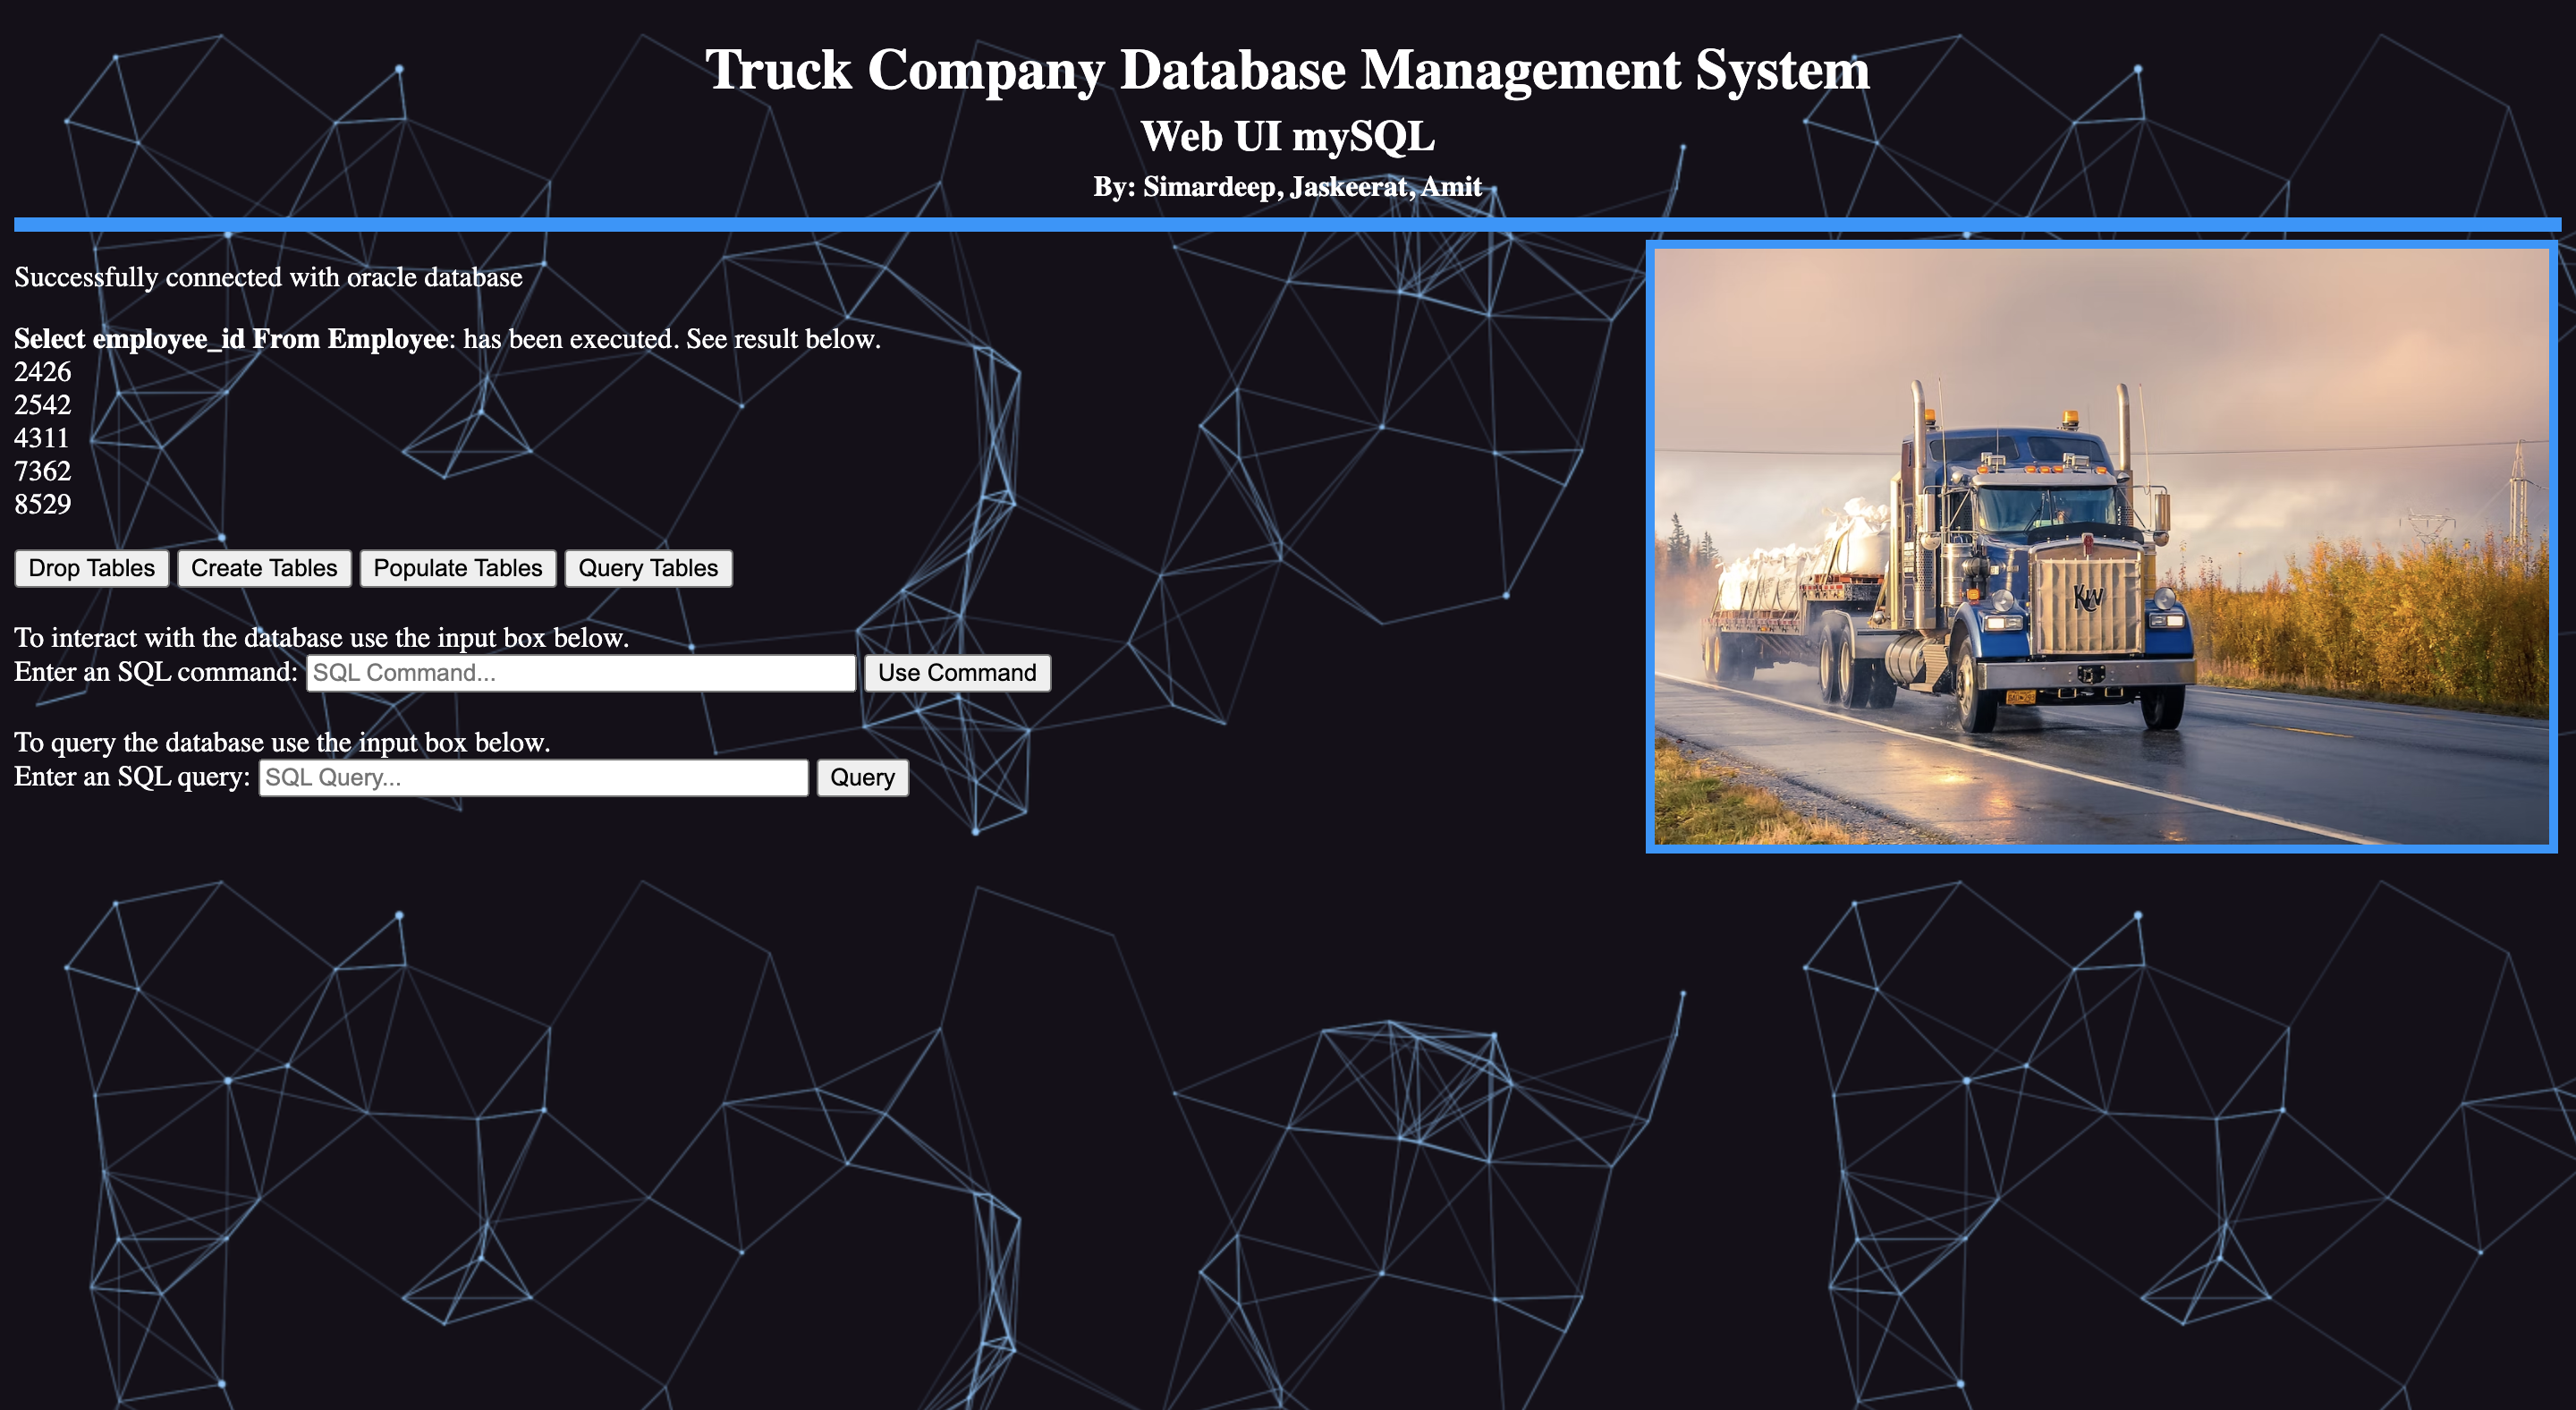 Truck Company Database Management System
Web UI mySQL
By: Simardeep, Jaskeerat, Amit
Successfully connected with oracle database
Select employee_id From Employee: has been executed. See result below.
2426
2542
4311
7362
8529
Drop Tables Create Tables Populate Tables Query Tables
To interact with the database use the input box below.
Enter an SQL command: SQL Command... Use Command
To query the database use the input box below.
Enter an SQL query: SQL Query... Query
KW